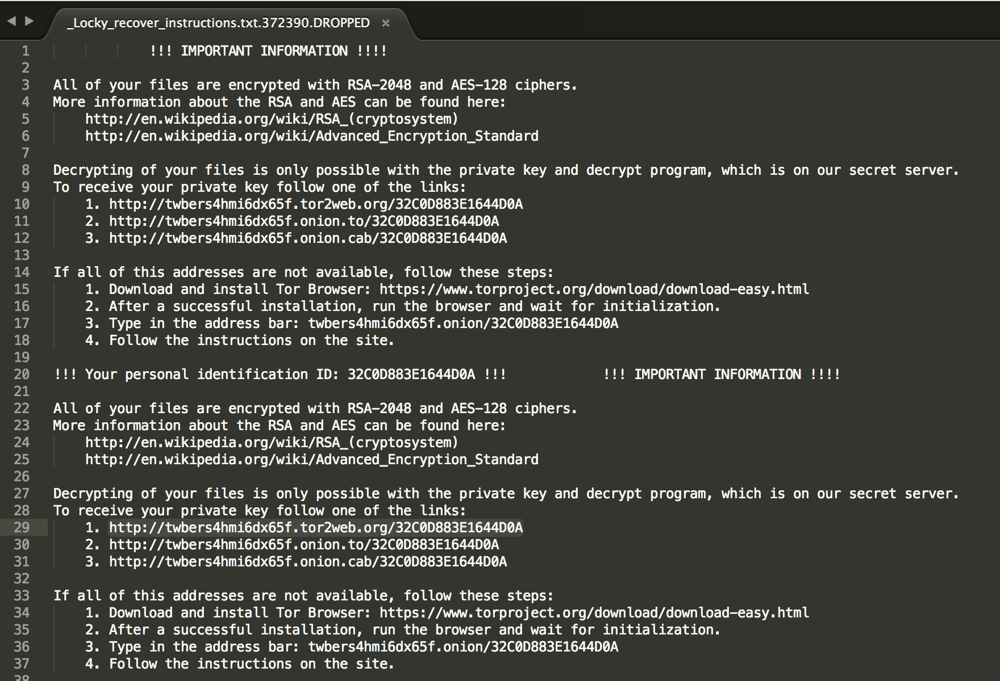 _Locky_recover_instructions.txt.372390.DROPPED ×
1 !!! IMPORTANT INFORMATION !!!!
2
3 All of your files are encrypted with RSA-2048 and AES-128 ciphers.
4 More information about the RSA and AES can be found here:
5 http://en.wikipedia.org/wiki/RSA_(cryptosystem)
6 http://en.wikipedia.org/wiki/Advanced_Encryption_Standard
7
8 Decrypting of your files is only possible with the private key and decrypt program, which is on our secret server.
9 To receive your private key follow one of the links:
10 1. http://twbers4hmi6dx65f.tor2web.org/32C0D883E1644D0A
11 2. http://twbers4hmi6dx65f.onion.to/32C0D883E1644D0A
12 3. http://twbers4hmi6dx65f.onion.cab/32C0D883E1644D0A
13
14 If all of this addresses are not available, follow these steps:
15 1. Download and install Tor Browser: https://www.torproject.org/download/download-easy.html
16 2. After a successful installation, run the browser and wait for initialization.
17 3. Type in the address bar: twbers4hmi6dx65f.onion/32C0D883E1644D0A
18 4. Follow the instructions on the site.
19
20 !!! Your personal identification ID: 32C0D883E1644D0A !!! !!! IMPORTANT INFORMATION !!!!
21
22 All of your files are encrypted with RSA-2048 and AES-128 ciphers.
23 More information about the RSA and AES can be found here:
24 http://en.wikipedia.org/wiki/RSA_(cryptosystem)
25 http://en.wikipedia.org/wiki/Advanced_Encryption_Standard
26
27 Decrypting of your files is only possible with the private key and decrypt program, which is on our secret server.
28 To receive your private key follow one of the links:
29 1. http://twbers4hmi6dx65f.tor2web.org/32C0D883E1644D0A
30 2. http://twbers4hmi6dx65f.onion.to/32C0D883E1644D0A
31 3. http://twbers4hmi6dx65f.onion.cab/32C0D883E1644D0A
32
33 If all of this addresses are not available, follow these steps:
34 1. Download and install Tor Browser: https://www.torproject.org/download/download-easy.html
35 2. After a successful installation, run the browser and wait for initialization.
36 3. Type in the address bar: twbers4hmi6dx65f.onion/32C0D883E1644D0A
37 4. Follow the instructions on the site.
38